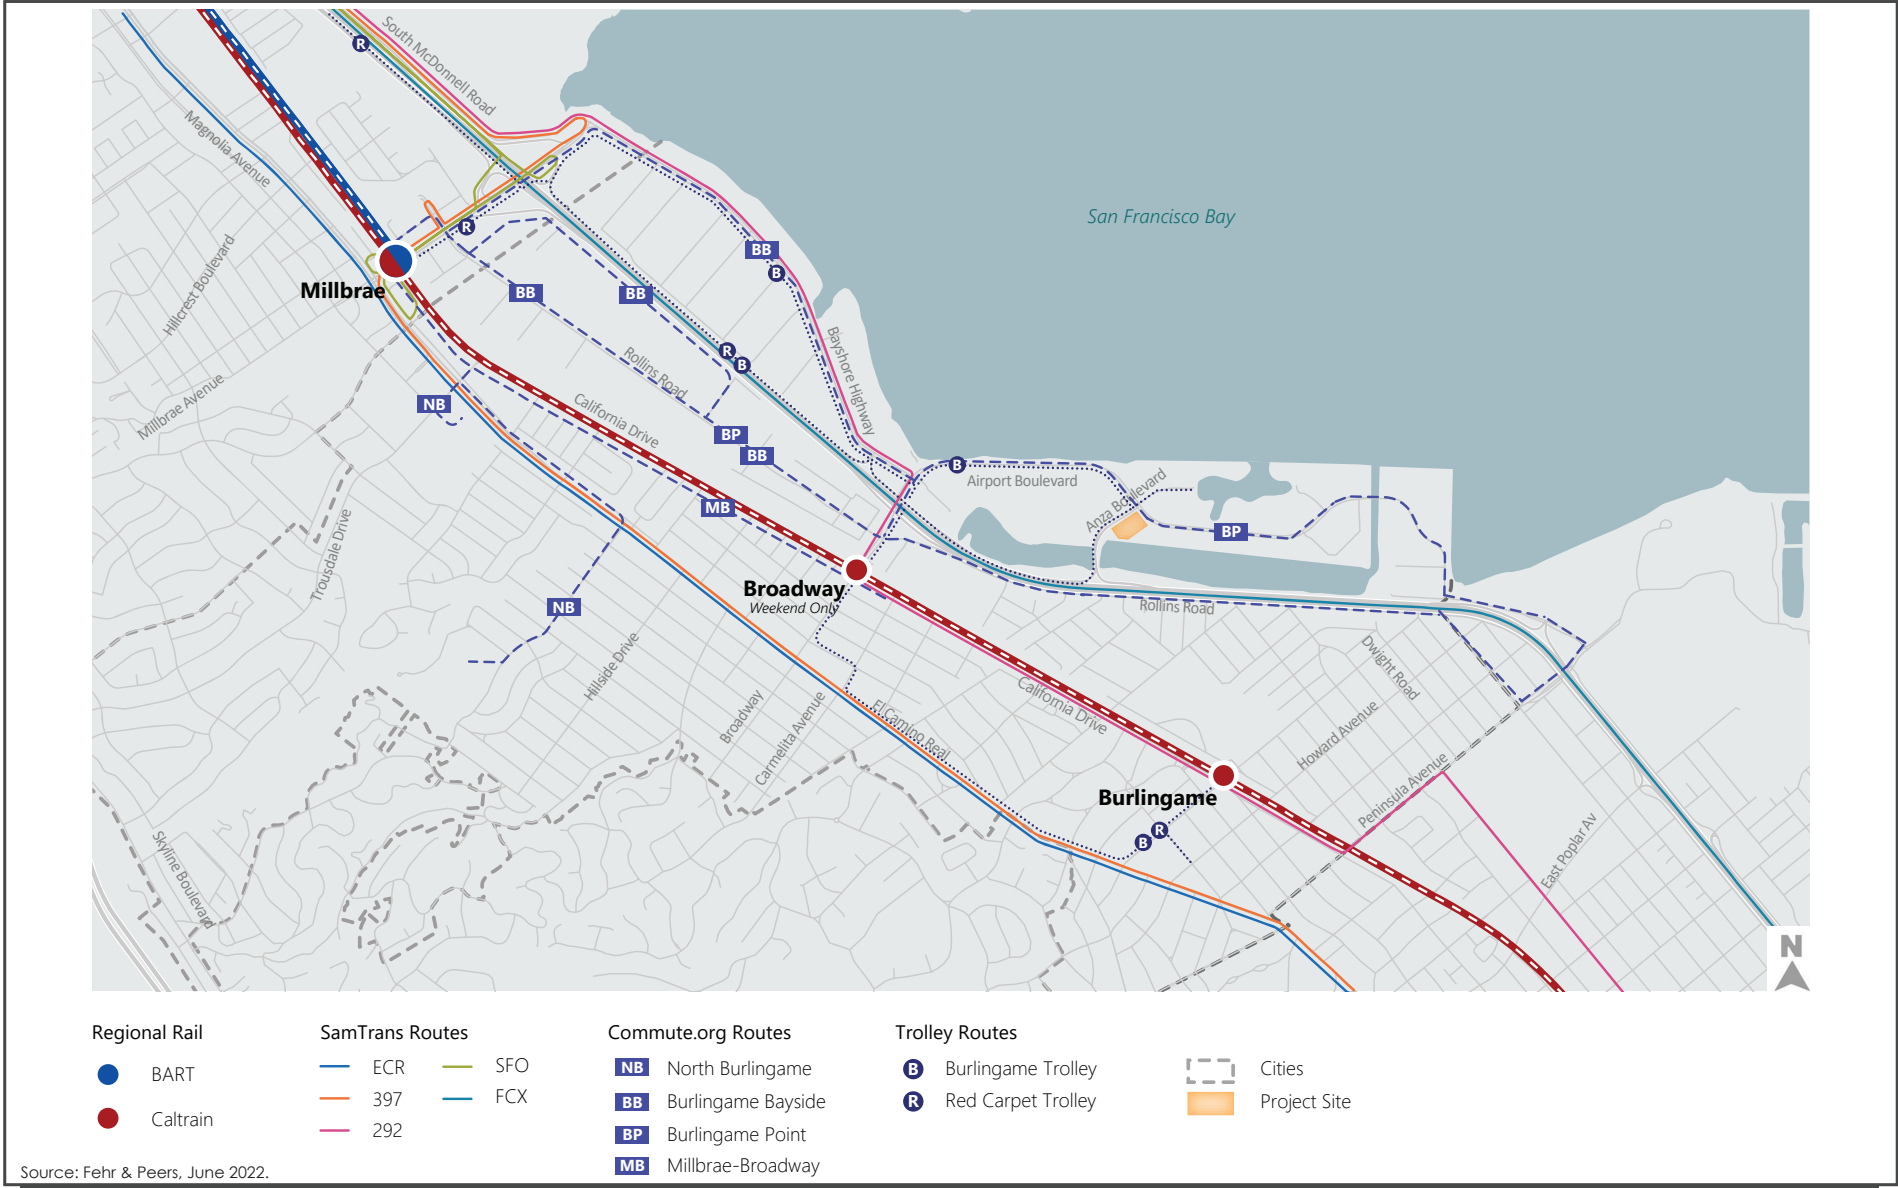 South McDonnell Road
R
Magnolia Avenue
San Francisco Bay
R
BB
B
Hillcrest Boulevard
Millbrae
BB
BB
R
B
Bayshore Highway
Rollins Road
Millbrae Avenue
NB
California Drive
BP
BB
B
Airport Boulevard
Anza Boulevard
MB
BP
Trousdale Drive
Broadway
Weekend Only
NB
Rollins Road
Hillside Drive
Dwight Road
California Drive
Broadway
Carmelita Avenue
El Camino Real
Howard Avenue
Burlingame
Peninsula Avenue
R
B
East Poplar Av
Skyline Boulevard
N
Regional Rail
BART
Caltrain
SamTrans Routes
ECR
397
292
SFO
FCX
Commute.org Routes
NB North Burlingame
BB Burlingame Bayside
BP Burlingame Point
MB Millbrae-Broadway
Trolley Routes
B Burlingame Trolley
R Red Carpet Trolley
Cities
Project Site
Source: Fehr & Peers, June 2022.